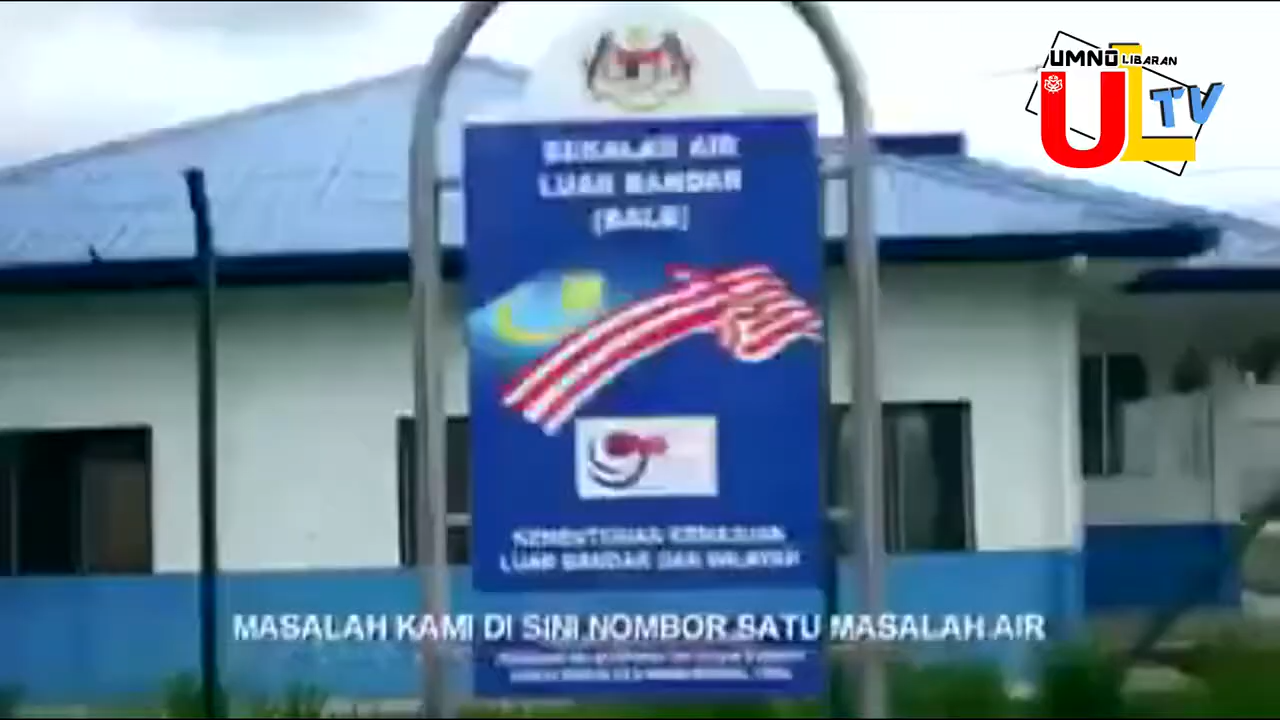 UMNO LIBARAN
UL TV
BEKALAN AIR
LUAR BANDAR
(BALB)
KEMENTERIAN KEMAJUAN
LUAR BANDAR DAN WILAYAH
MASALAH KAMI DI SINI NOMBOR SATU MASALAH AIR